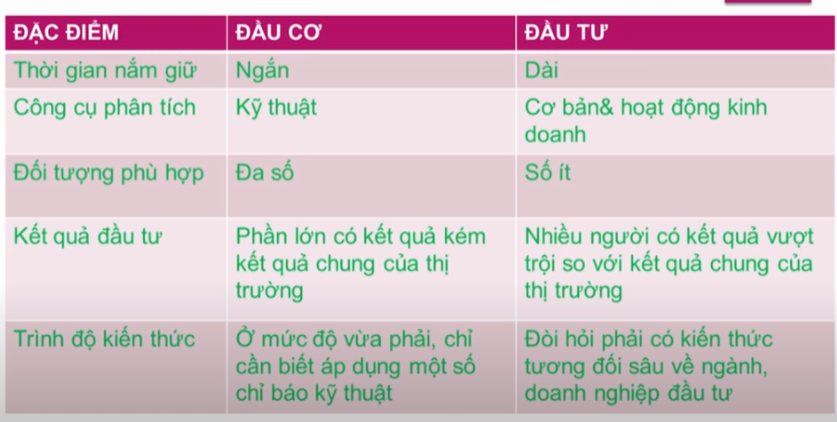 ĐẶC ĐIỂM ĐẦU CƠ ĐẦU TƯ
Thời gian nắm giữ Ngắn Dài
Công cụ phân tích Kỹ thuật Cơ bản& hoạt động kinh
doanh
Đối tượng phù hợp Đa số Số ít
Kết quả đầu tư Phần lớn có kết quả kém Nhiều người có kết quả vượt
kết quả chung của thị trội so với kết quả chung của
trường thị trường
Trình độ kiến thức Ở mức độ vừa phải, chỉ Đòi hỏi phải có kiến thức
cần biết áp dụng một số tương đối sâu về ngành,
chỉ báo kỹ thuật doanh nghiệp đầu tư